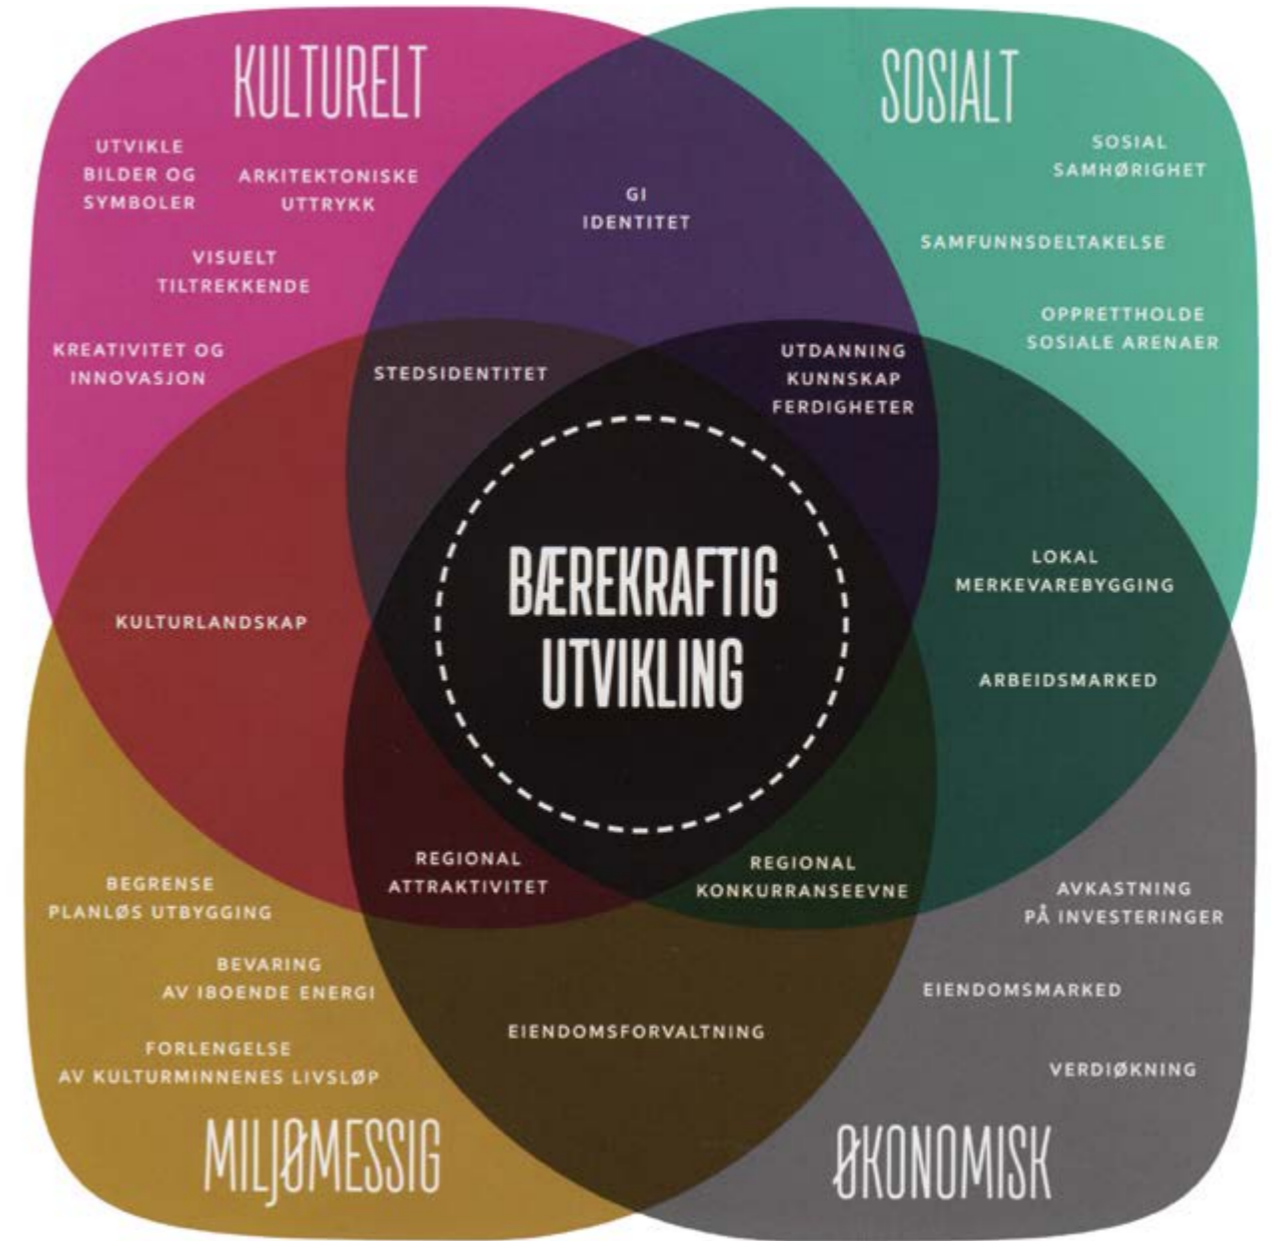 KULTURELT
SOSIALT
UTVIKLE
BILDER OG
SYMBOLER
ARKITEKTONISKE
UTTRYKK
VISUELT
TILTREKKENDE
KREATIVITET OG
INNOVASJON
GI
IDENTITET
SOSIAL
SAMHØRIGHET
SAMFUNNSDELTAKELSE
OPPRETTHOLDE
SOSIALE ARENAER
STEDSIDENTITET
UTDANNING
KUNNSKAP
FERDIGHETER
KULTURLANDSKAP
BÆREKRAFTIG
UTVIKLING
LOKAL
MERKEVAREBYGGING
ARBEIDSMARKED
REGIONAL
ATTRAKTIVITET
REGIONAL
KONKURRANSEEVNE
BEGRENSE
PLANLØS UTBYGGING
BEVARING
AV IBOENDE ENERGI
FORLENGELSE
AV KULTURMINNENES LIVSLØP
EIENDOMSFORVALTNING
AVKASTNING
PÅ INVESTERINGER
EIENDOMSMARKED
VERDIØKNING
MILJØMESSIG
ØKONOMISK